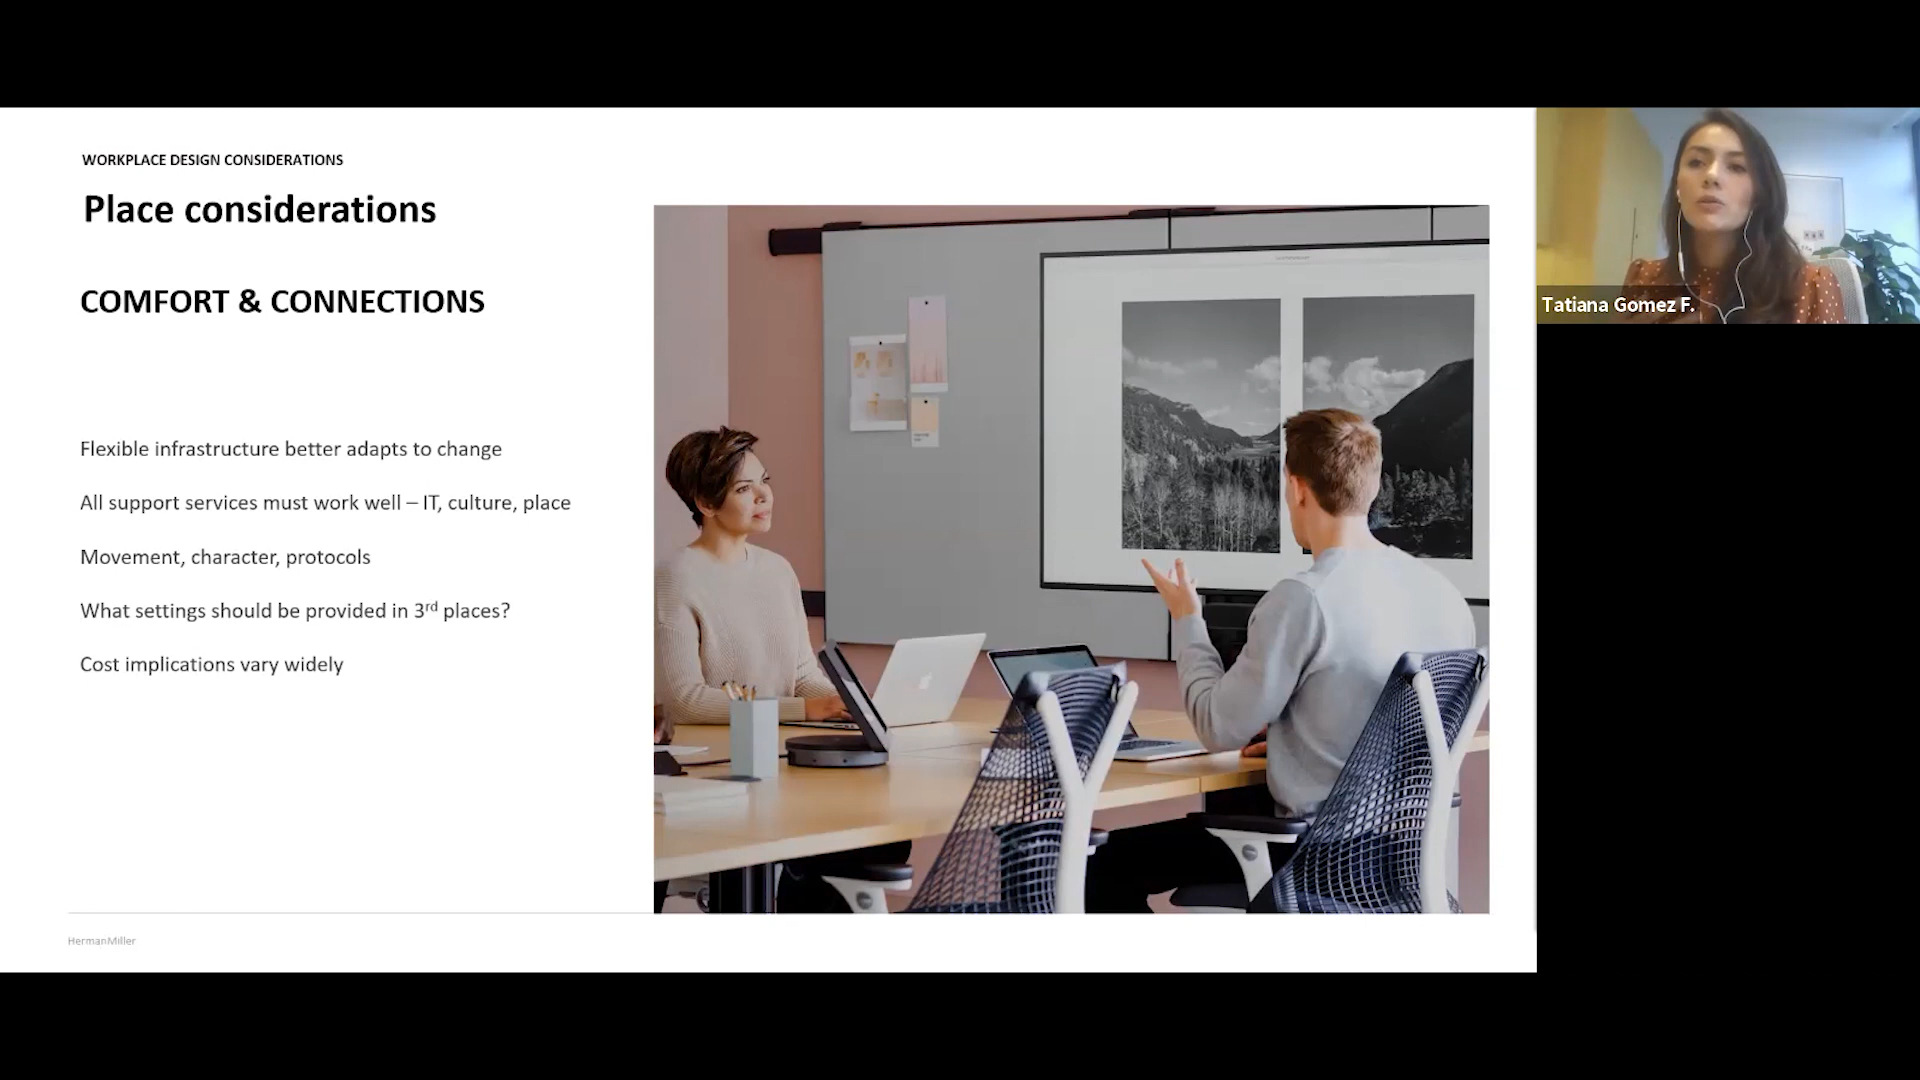 WORKPLACE DESIGN CONSIDERATIONS
Place considerations
COMFORT & CONNECTIONS
Flexible infrastructure better adapts to change
All support services must work well – IT, culture, place
Movement, character, protocols
What settings should be provided in 3rd places?
Cost implications vary widely
HermanMiller
Tatiana Gomez F.